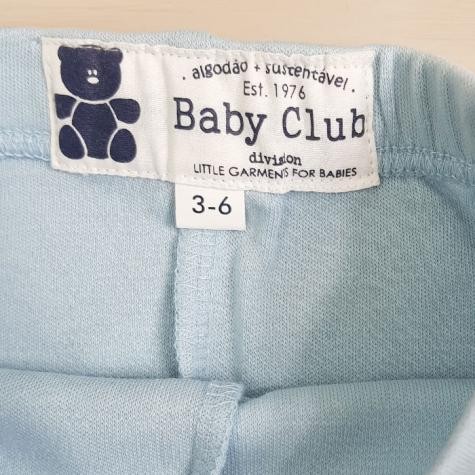 . algodão + sustentável .
Est. 1976
Baby Club
division
LITTLE GARMENTS FOR BABIES
3-6